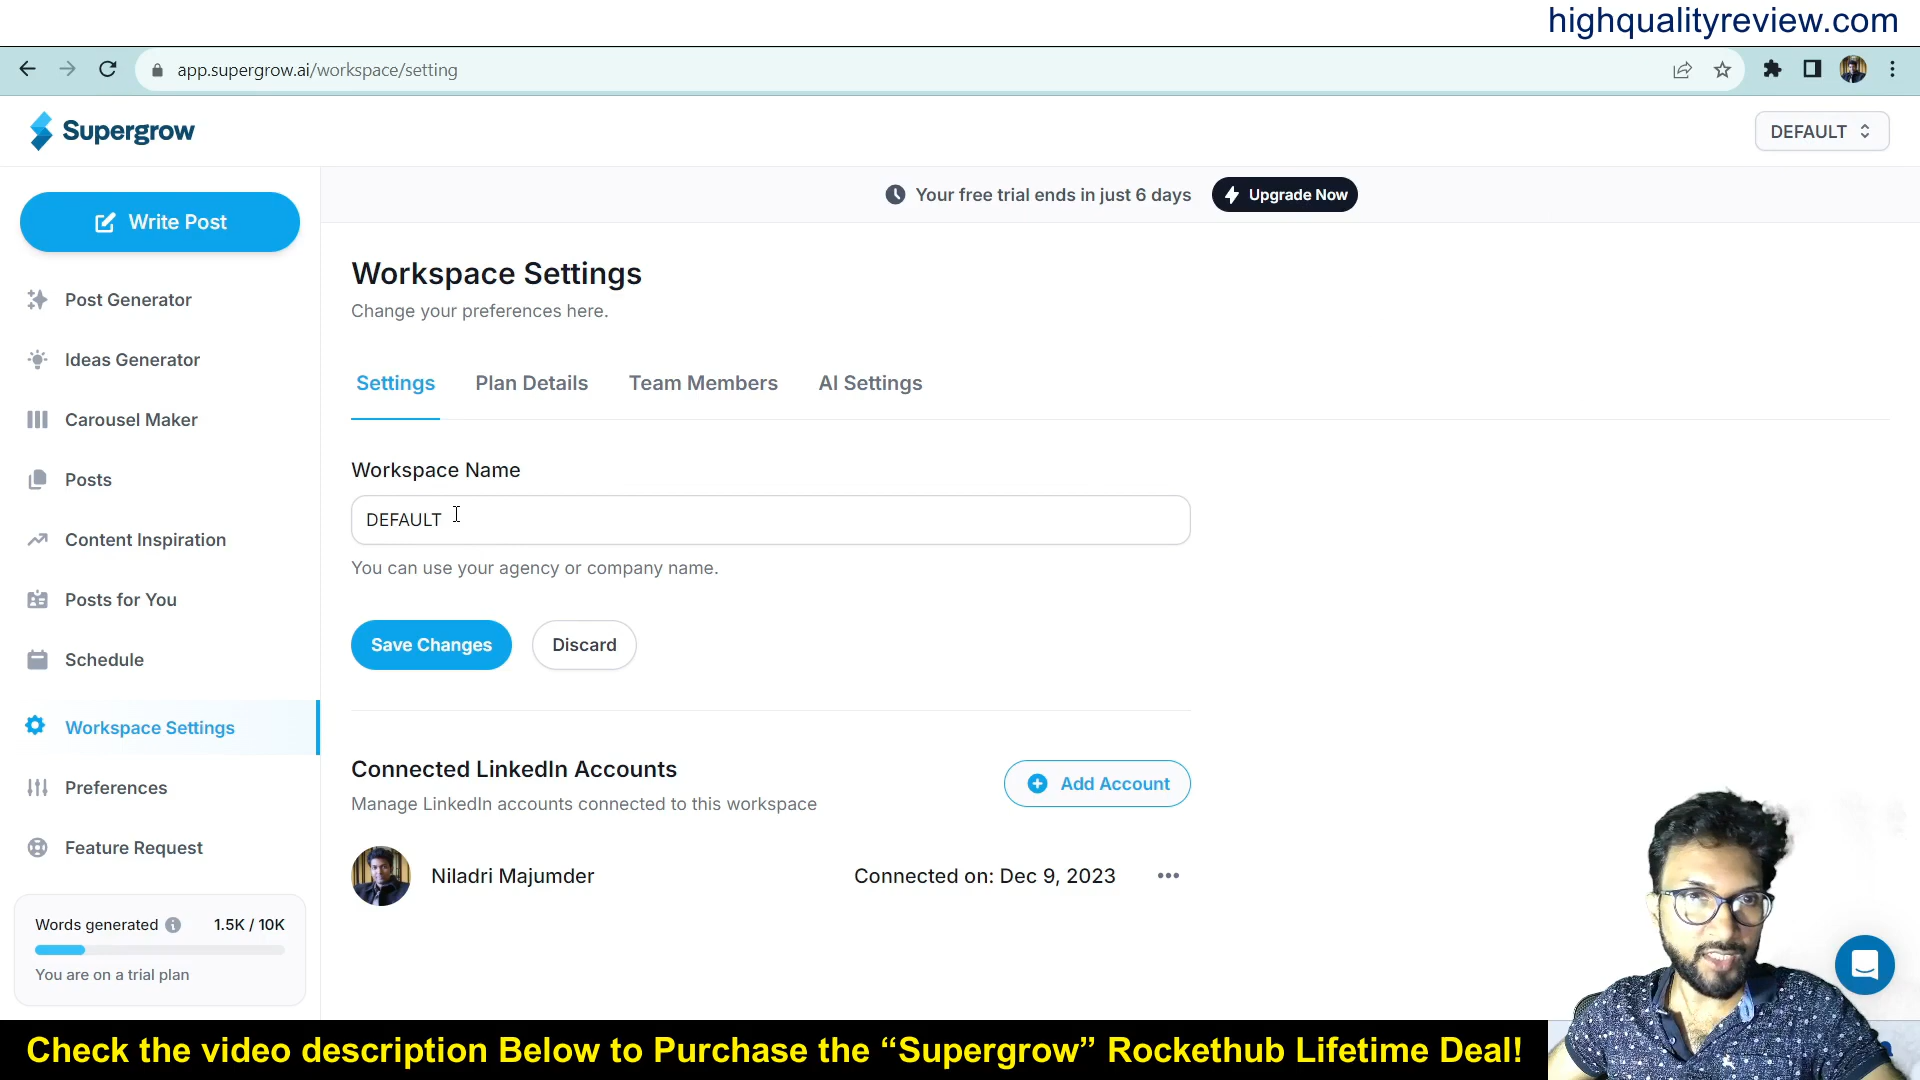 highqualityreview.com
app.supergrow.ai/workspace/setting
Supergrow
DEFAULT
Your free trial ends in just 6 days
Upgrade Now
Write Post
Post Generator
Ideas Generator
Carousel Maker
Posts
Content Inspiration
Posts for You
Schedule
Workspace Settings
Preferences
Feature Request
Words generated 1.5K / 10K
You are on a trial plan
Workspace Settings
Change your preferences here.
Settings Plan Details Team Members AI Settings
Workspace Name
DEFAULT
You can use your agency or company name.
Save Changes Discard
Connected LinkedIn Accounts
Manage LinkedIn accounts connected to this workspace
Add Account
Niladri Majumder Connected on: Dec 9, 2023
Check the video description Below to Purchase the “Supergrow” Rockethub Lifetime Deal!